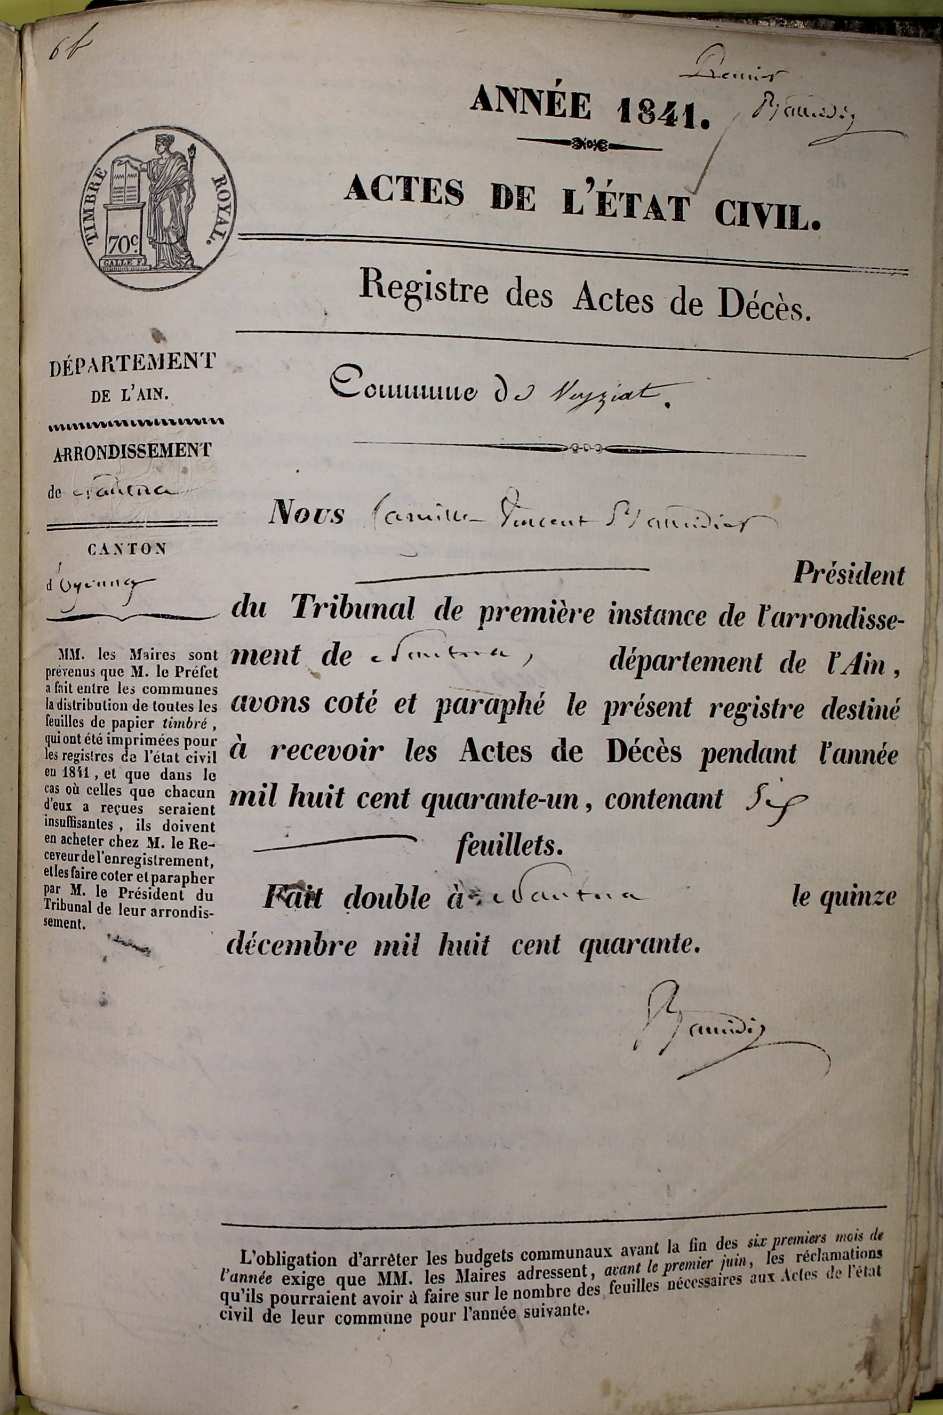 66
Premier
ANNÉE 1841.
ACTES DE L'ÉTAT CIVIL.
TIMBRE ROYAL.
70c
Registre des Actes de Décès.
DÉPARTEMENT
DE L'AIN.
ARRONDISSEMENT
de Nantua
CANTON
d'Oyonnax
MM. les Maires sont
prévenus que M. le Préfet
a fait entre les communes
la distribution de toutes les
feuilles de papier timbré,
qui ont été imprimées pour
les registres de l'état civil
en 1841, et que dans le
cas où celles que chacun
d'eux a reçues seraient
insuffisantes, ils doivent
en acheter chez M. le Re-
ceveur de l'enregistrement,
et les faire coter et parapher
par M. le Président du
Tribunal de leur arrondis-
sement.
Commune de Veyziat.
Nous Camille Vincent
Président
du Tribunal de première instance de l'arrondisse-
ment de Nantua, département de l'Ain,
avons coté et paraphé le présent registre destiné
à recevoir les Actes de Décès pendant l'année
mil huit cent quarante-un, contenant Six
feuillets.
Fait double à Nantua le quinze
décembre mil huit cent quarante.
L'obligation d'arrêter les budgets communaux avant la fin des six premiers mois de
l'année exige que MM. les Maires adressent, avant le premier juin, les réclamations
qu'ils pourraient avoir à faire sur le nombre des feuilles nécessaires aux Actes de l'état
civil de leur commune pour l'année suivante.